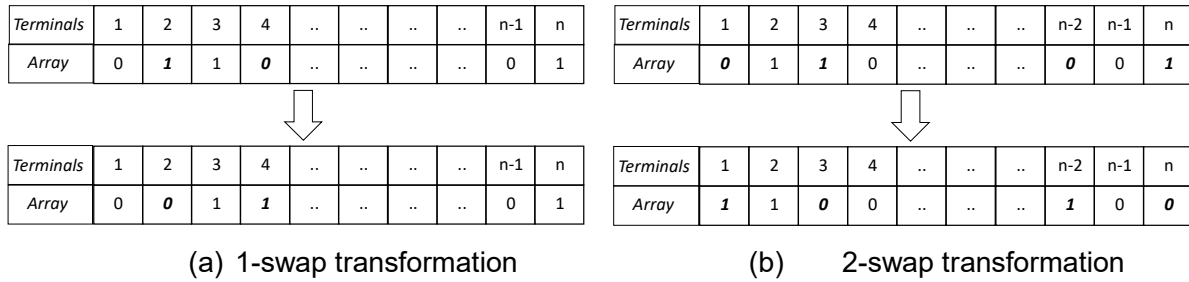 Terminals 1 2 3 4 .. .. .. .. n-1 n
Array 0 1 1 0 .. .. .. .. 0 1
Terminals 1 2 3 4 .. .. .. .. n-1 n
Array 0 0 1 1 .. .. .. .. 0 1
(a) 1-swap transformation
Terminals 1 2 3 4 .. .. .. n-2 n-1 n
Array 0 1 1 0 .. .. .. 0 0 1
Terminals 1 2 3 4 .. .. .. n-2 n-1 n
Array 1 1 0 0 .. .. .. 1 0 0
(b) 2-swap transformation